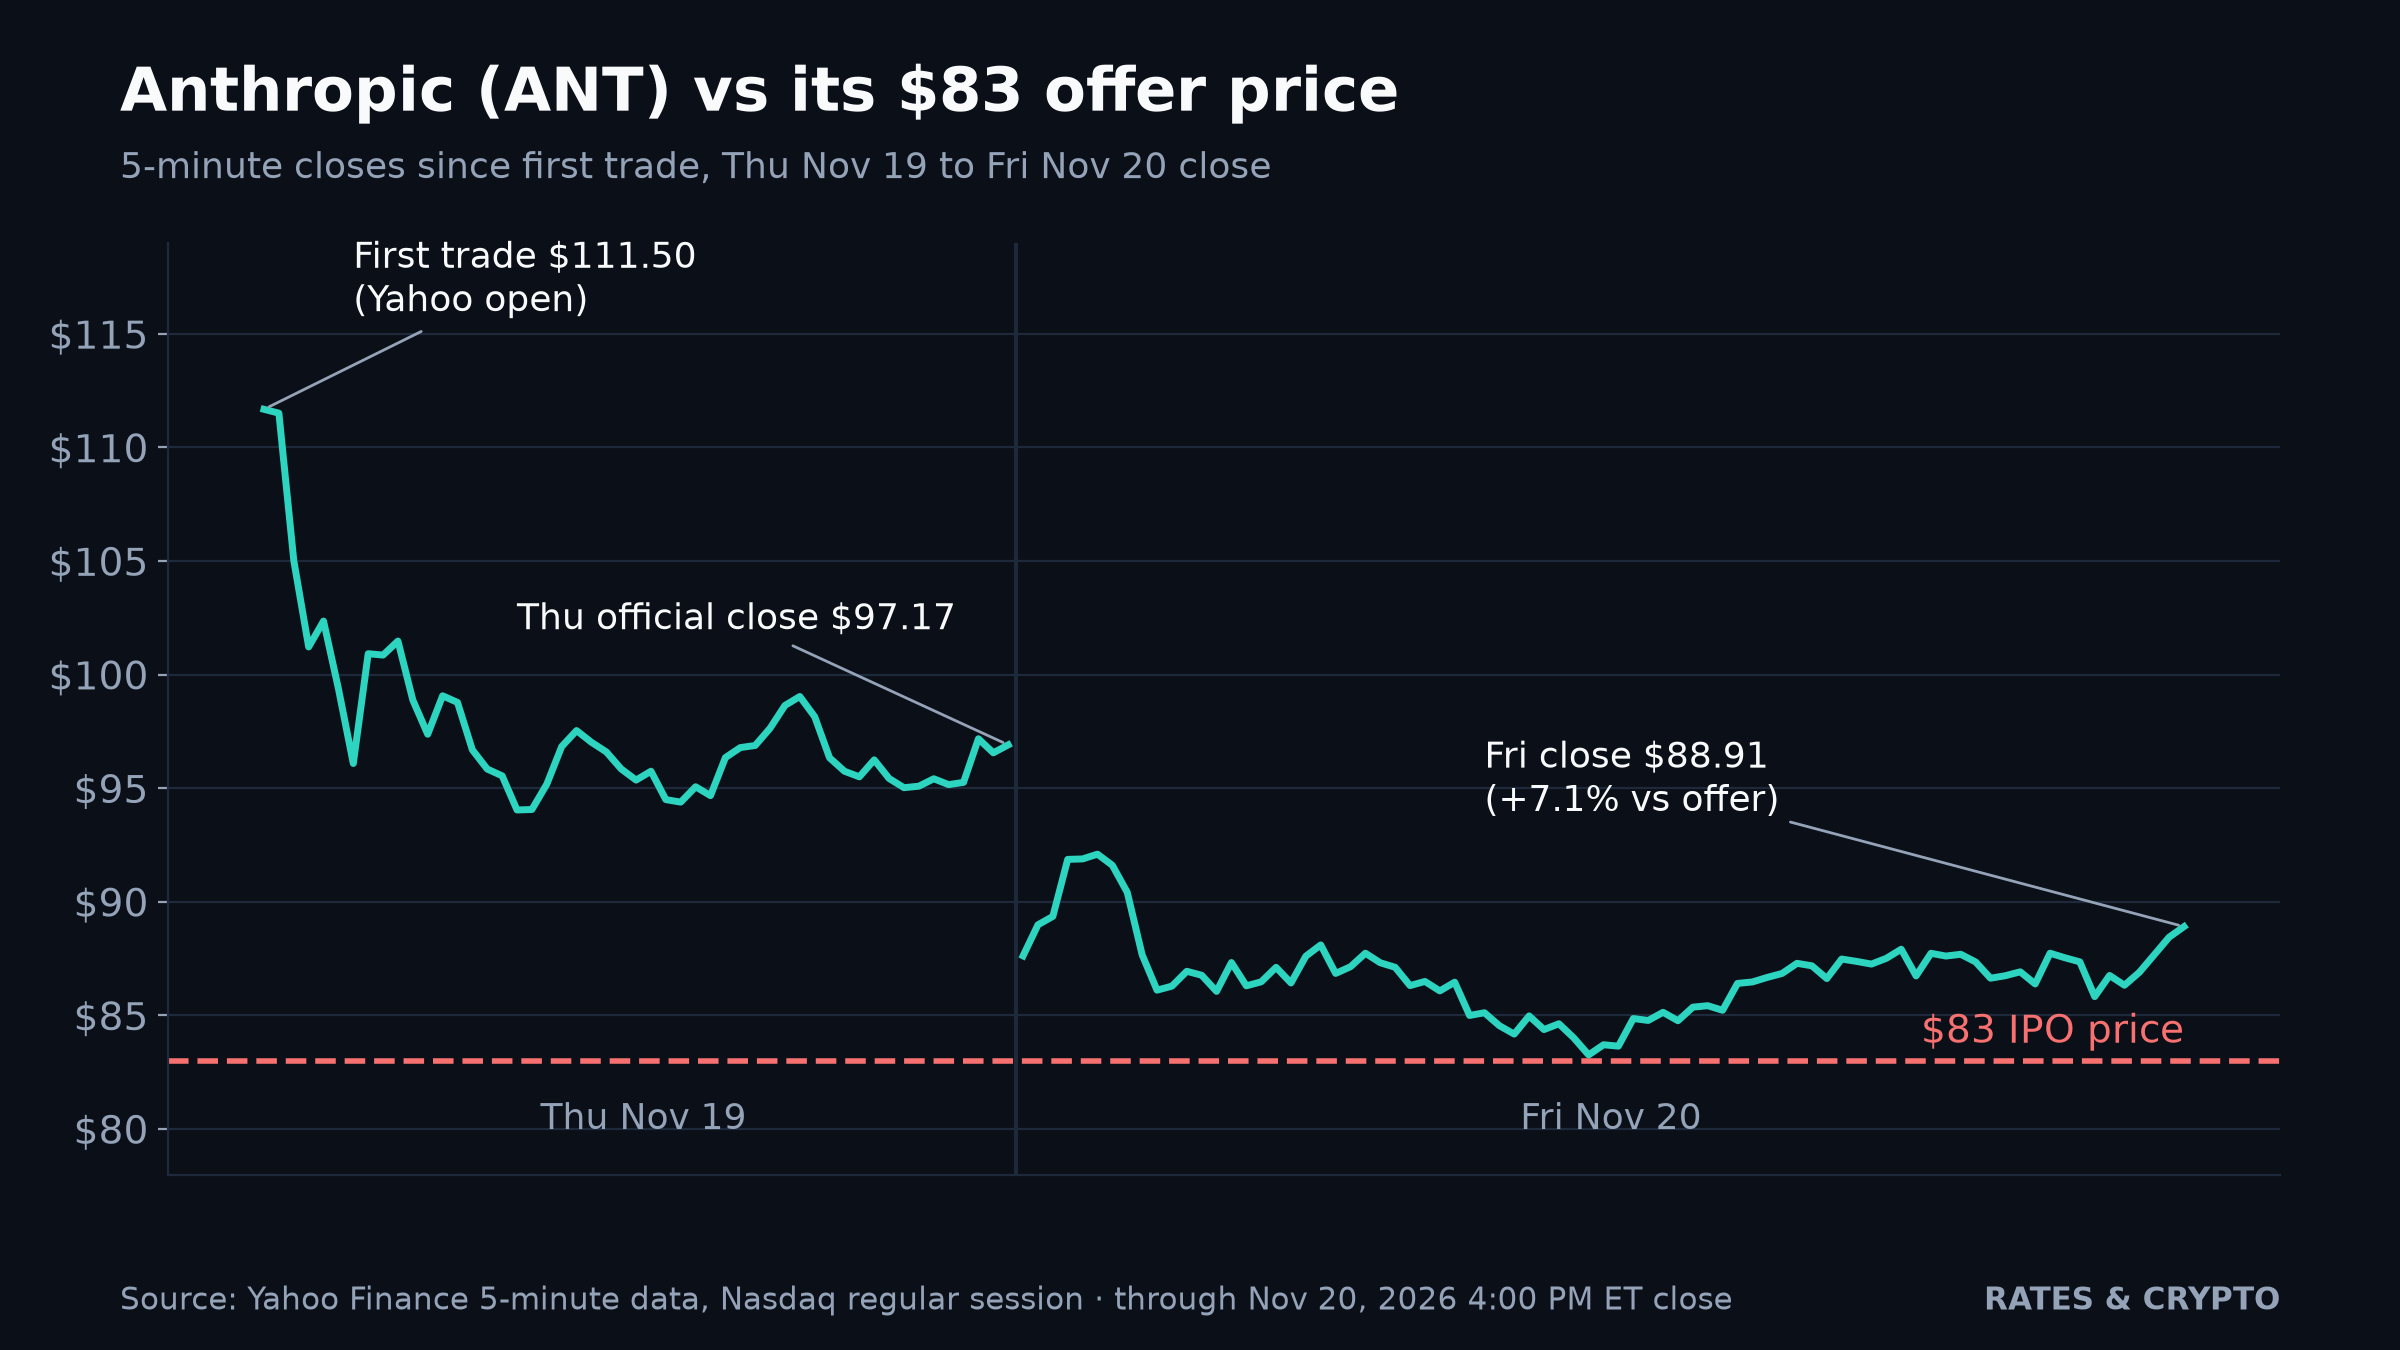 Anthropic (ANT) vs its $83 offer price
5-minute closes since first trade, Thu Nov 19 to Fri Nov 20 close
First trade $111.50
(Yahoo open)
$115
$110
$105
Thu official close $97.17
$100
Fri close $88.91
(+7.1% vs offer)
$95
$90
$85
$83 IPO price
Thu Nov 19
Fri Nov 20
$80
Source: Yahoo Finance 5-minute data, Nasdaq regular session · through Nov 20, 2026 4:00 PM ET close
RATES & CRYPTO